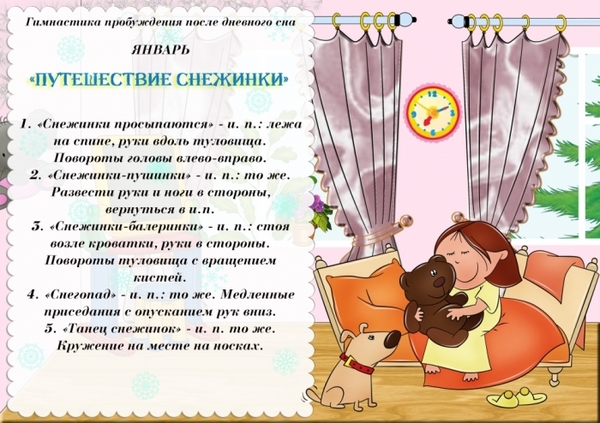 Гимнастика пробуждения после дневного сна
ЯНВАРЬ
«ПУТЕШЕСТВИЕ СНЕЖИНКИ»
1. «Снежинки просыпаются» - и. п.: лежа
на спине, руки вдоль туловища.
Повороты головы влево-вправо.
2. «Снежинки-пушинки» - и. п.: то же.
Развести руки и ноги в стороны,
вернуться в и.п.
3. «Снежинки-балеринки» - и. п.: стоя
возле кроватки, руки в стороны.
Повороты туловища с вращением
кистей.
4. «Снегопад» - и. п.: то же. Медленные
приседания с опусканием рук вниз.
5. «Танец снежинок» - и. п. то же.
Кружение на месте на носках.